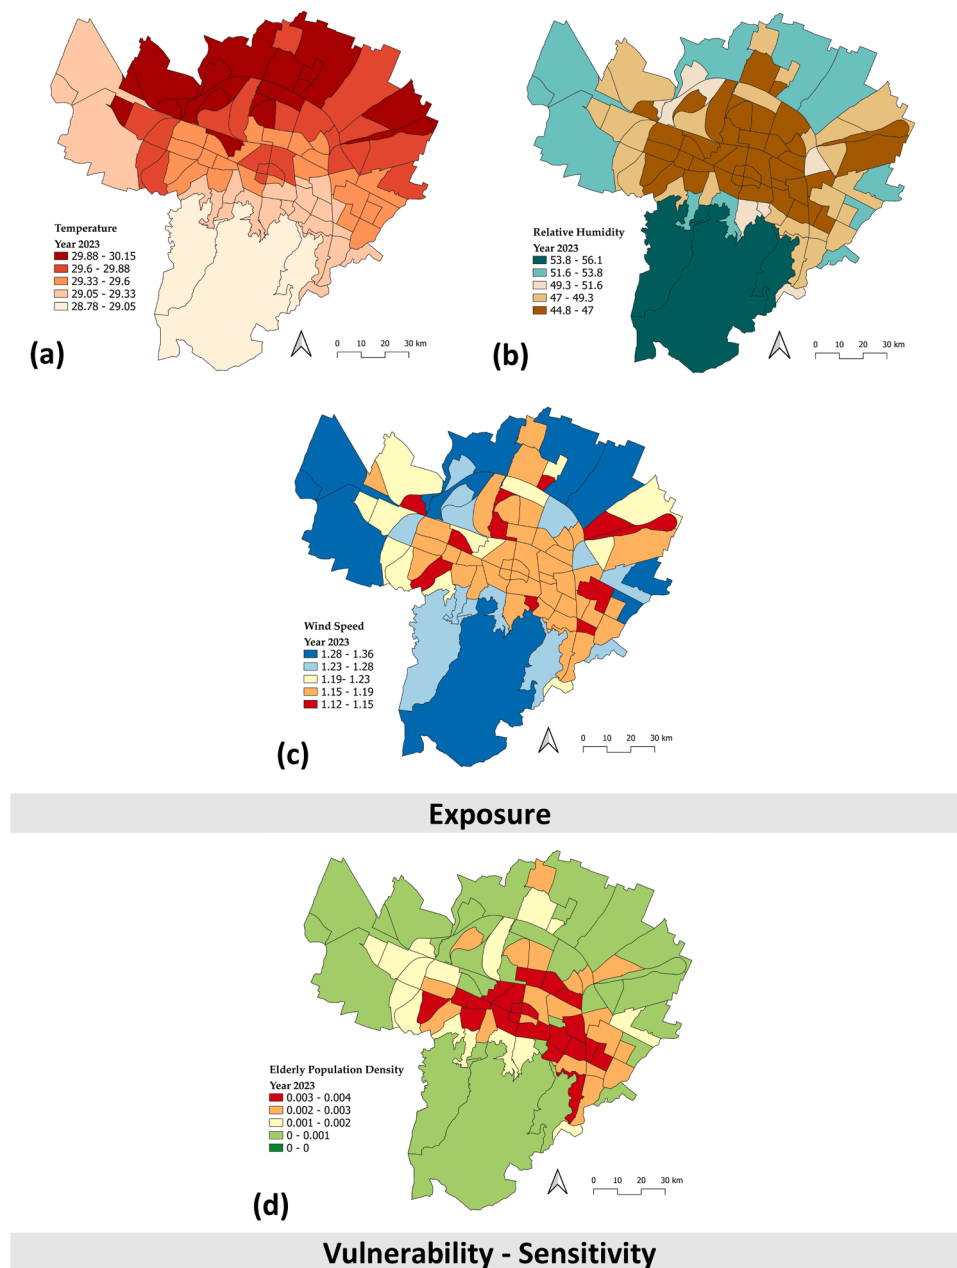 Temperature
Year 2023
29.88 - 30.15
29.6 - 29.88
29.33 - 29.6
29.05 - 29.33
28.78 - 29.05
(a)
0 10 20 30 km
Relative Humidity
Year 2023
53.8 - 56.1
51.6 - 53.8
49.3 - 51.6
47 - 49.3
44.8 - 47
(b)
0 10 20 30 km
Wind Speed
Year 2023
1.28 - 1.36
1.23 - 1.28
1.19- 1.23
1.15 - 1.19
1.12 - 1.15
(c)
0 10 20 30 km
Exposure
Elderly Population Density
Year 2023
0.003 - 0.004
0.002 - 0.003
0.001 - 0.002
0 - 0.001
0 - 0
(d)
0 10 20 30 km
Vulnerability - Sensitivity